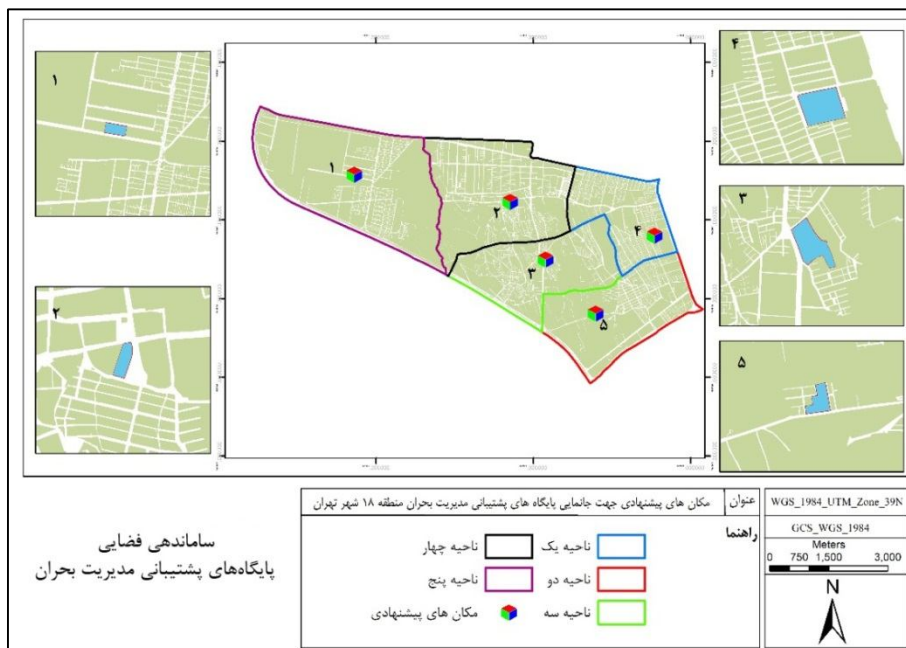 ۱
۲
۴
۳
۵
۱
۲
۳
۴
۵
عنوان
مکان های پیشنهادی جهت جانمایی پایگاه های پشتیبانی مدیریت بحران منطقه ۱۸ شهر تهران
راهنما
ناحیه یک
ناحیه چهار
ناحیه دو
ناحیه پنج
ناحیه سه
مکان های پیشنهادی
WGS_1984_UTM_Zone_39N
GCS_WGS_1984
Meters
0 750 1,500 3,000
N
ساماندهی فضایی
پایگاه‌های پشتیبانی مدیریت بحران